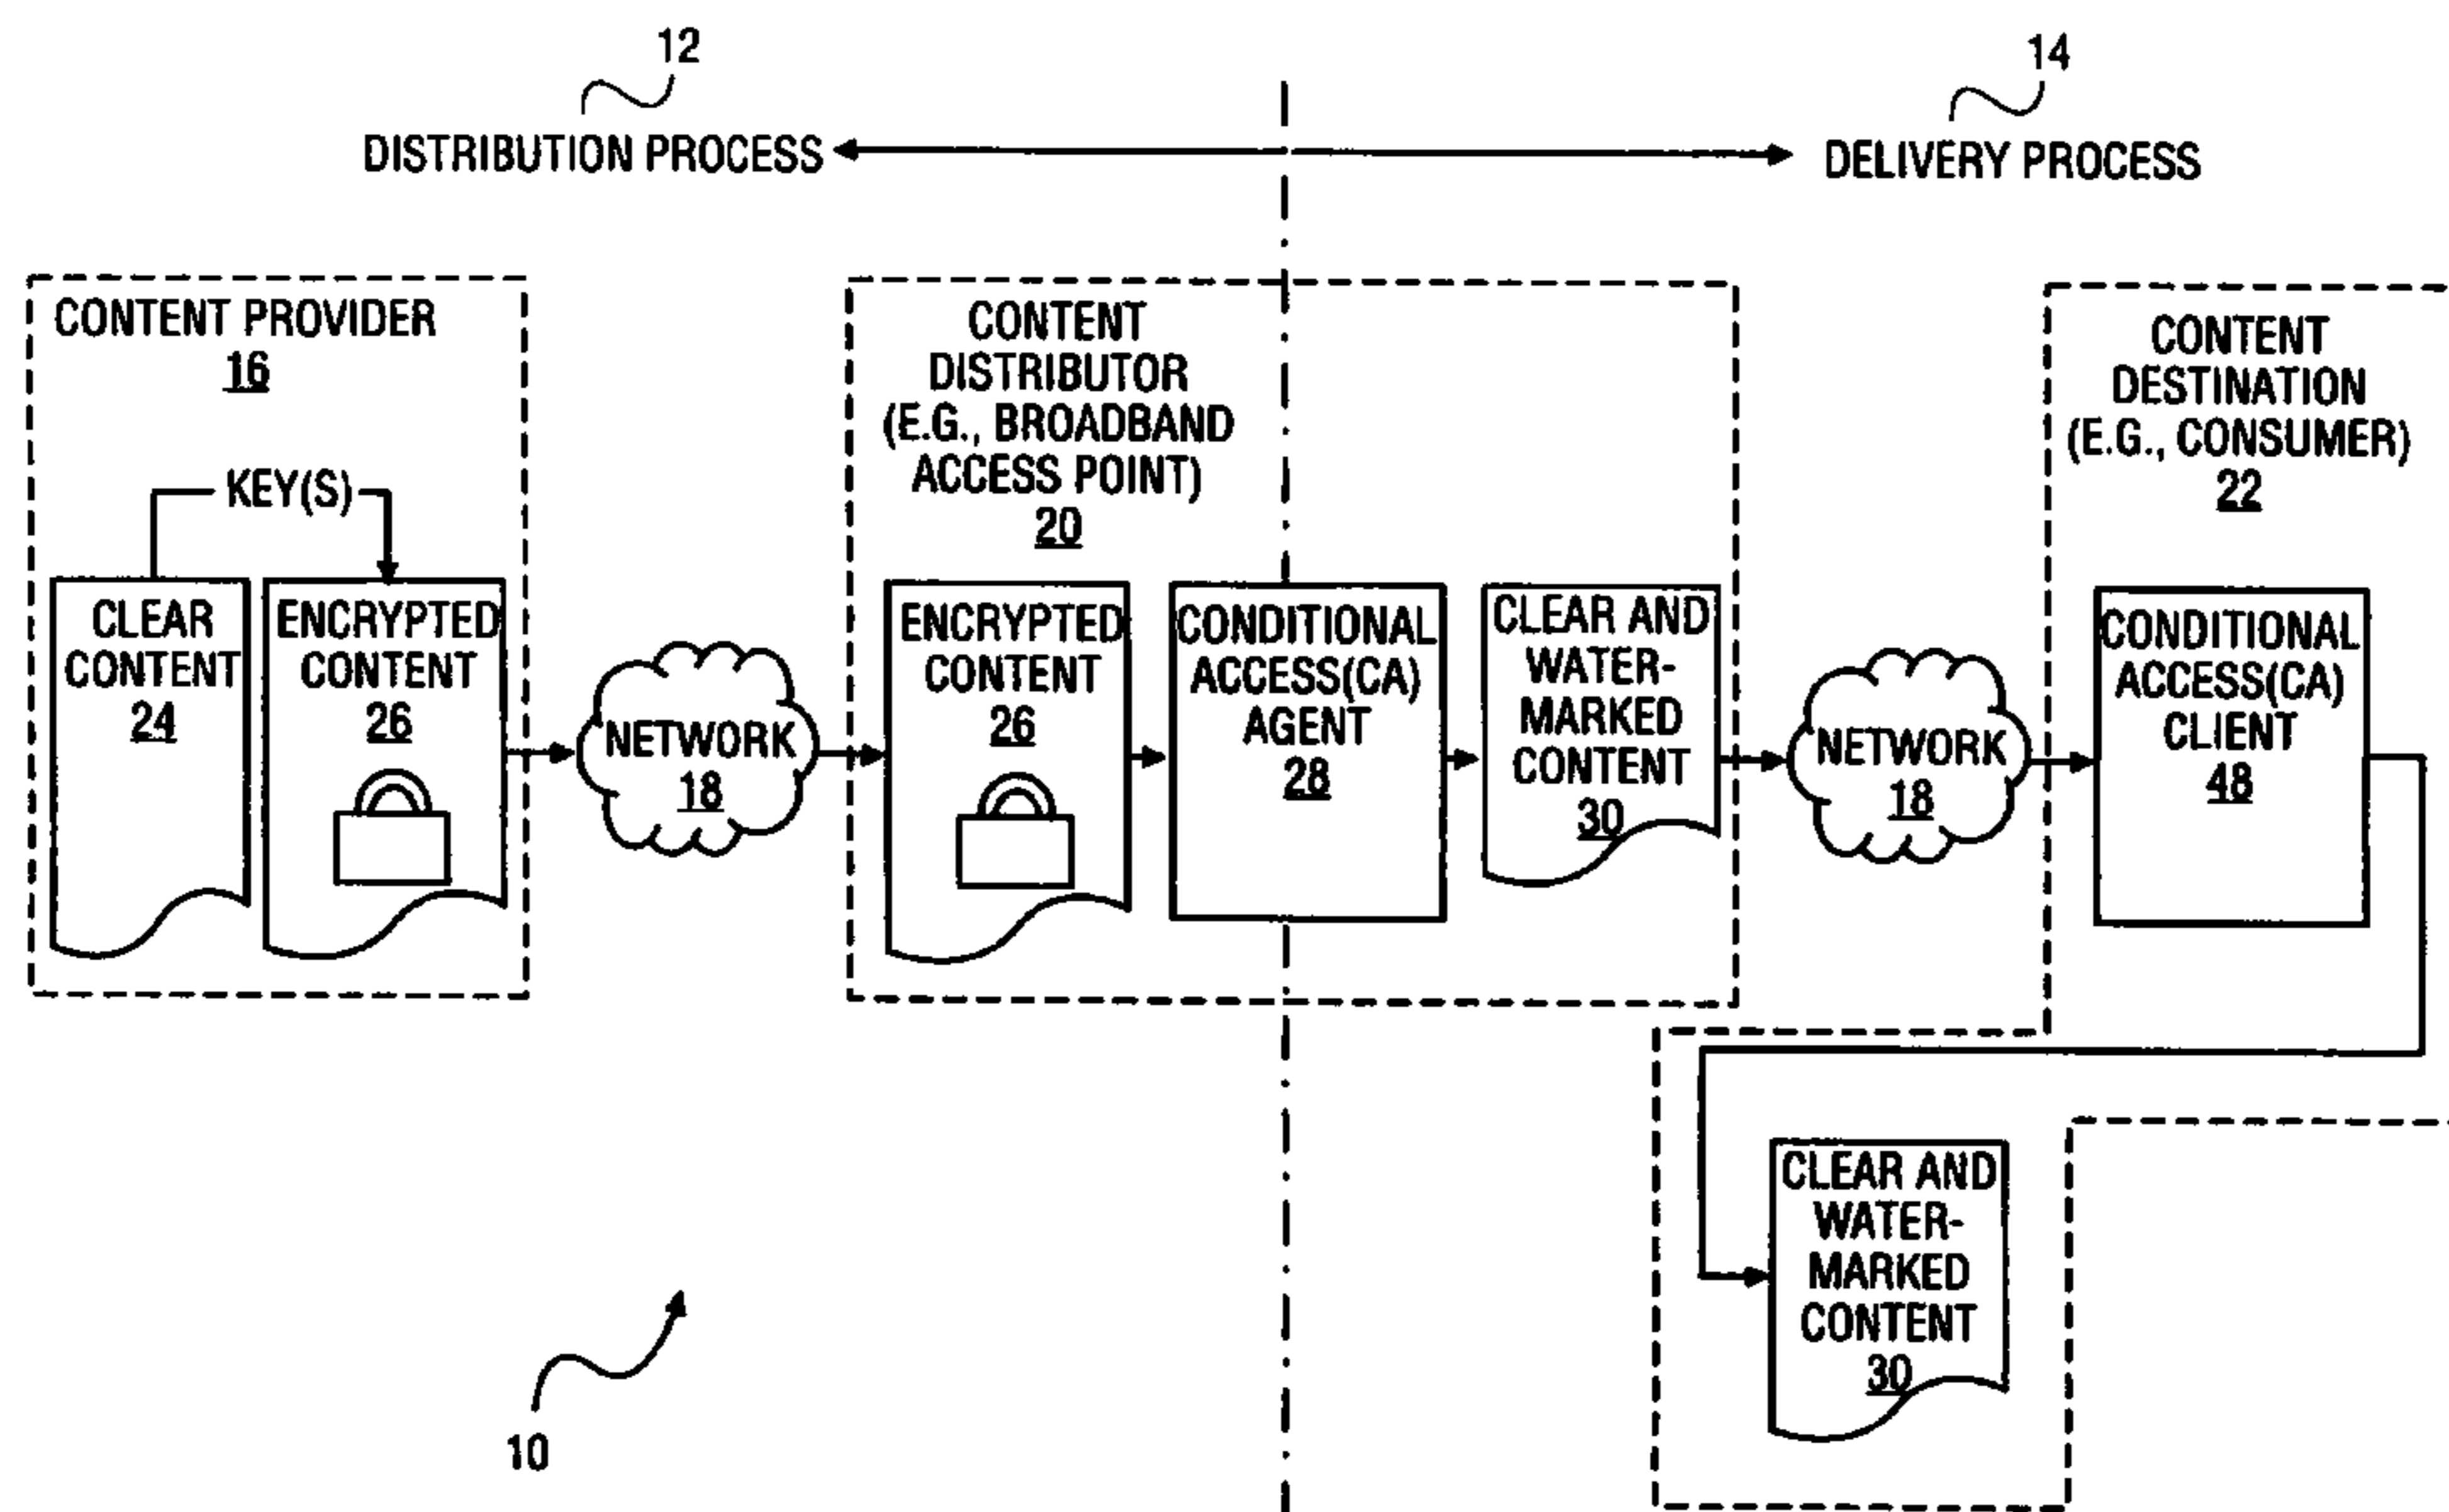 12
14
DISTRIBUTION PROCESS
DELIVERY PROCESS
CONTENT PROVIDER
16
KEY(S)
CLEAR
CONTENT
24
ENCRYPTED
CONTENT
26
NETWORK
18
CONTENT
DISTRIBUTOR
(E.G., BROADBAND
ACCESS POINT)
20
ENCRYPTED
CONTENT
26
CONDITIONAL
ACCESS(CA)
AGENT
28
CLEAR AND
WATER-
MARKED
CONTENT
30
NETWORK
18
CONTENT
DESTINATION
(E.G., CONSUMER)
22
CONDITIONAL
ACCESS(CA)
CLIENT
48
CLEAR AND
WATER-
MARKED
CONTENT
30
10